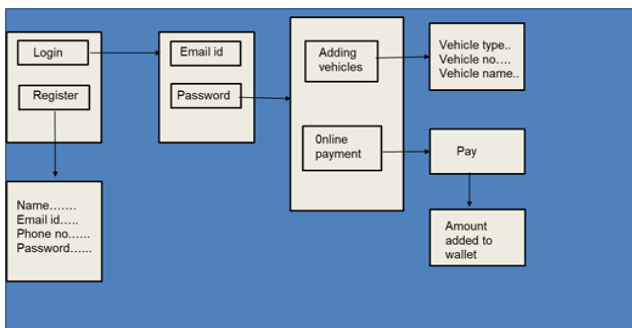 Login
Register
Name…….
Email id…..
Phone no……
Password…...
Email id
Password
Adding
vehicles
0nline
payment
Vehicle type..
Vehicle no….
Vehicle name..
Pay
Amount
added to
wallet